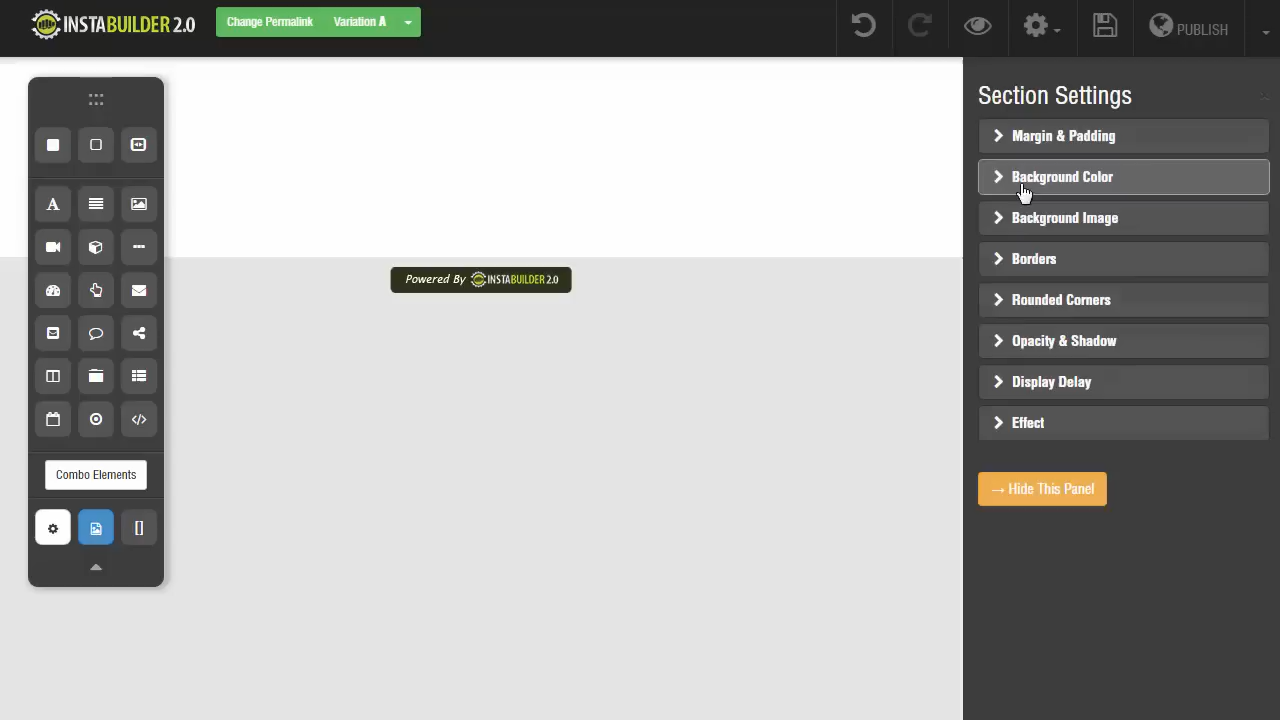 INSTABUILDER 2.0
Change Permalink
Variation A
PUBLISH
Section Settings
Margin & Padding
Background Color
Background Image
Borders
Rounded Corners
Opacity & Shadow
Display Delay
Effect
→ Hide This Panel
A
</>
Combo Elements
[]
Powered By INSTABUILDER 2.0